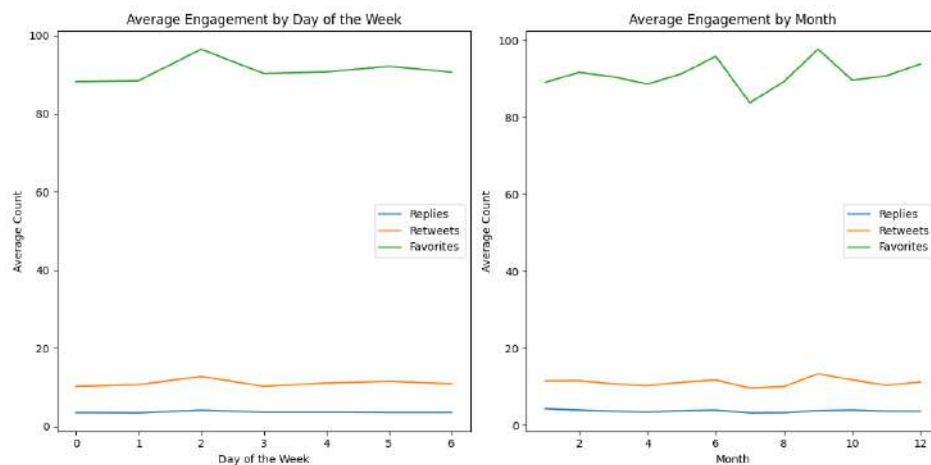 Average Engagement by Day of the Week
100
80
60
40
20
0
Average Count
0 1 2 3 4 5 6
Day of the Week
Replies
Retweets
Favorites
Average Engagement by Month
100
80
60
40
20
0
Average Count
2 4 6 8 10 12
Month
Replies
Retweets
Favorites